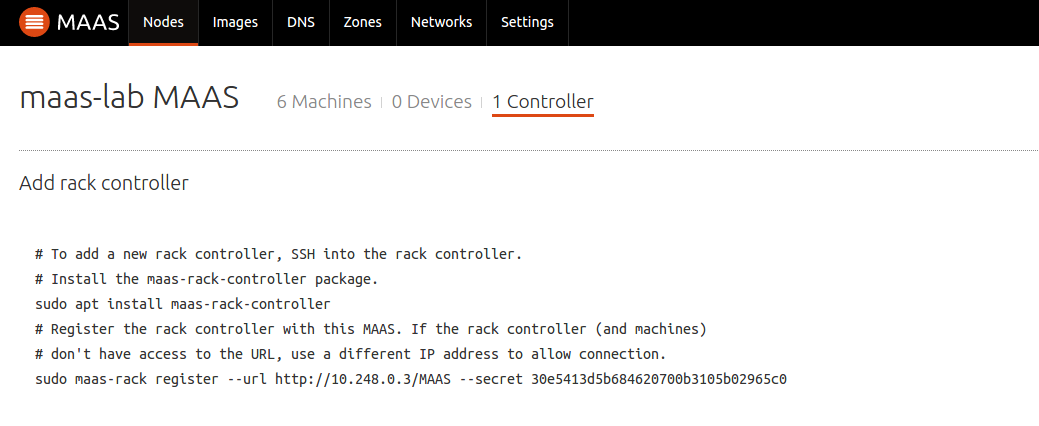 MAAS Nodes Images DNS Zones Networks Settings
maas-lab MAAS 6 Machines 0 Devices 1 Controller
Add rack controller
# To add a new rack controller, SSH into the rack controller.
# Install the maas-rack-controller package.
sudo apt install maas-rack-controller
# Register the rack controller with this MAAS. If the rack controller (and machines)
# don't have access to the URL, use a different IP address to allow connection.
sudo maas-rack register --url http://10.248.0.3/MAAS --secret 30e5413d5b684620700b3105b02965c0